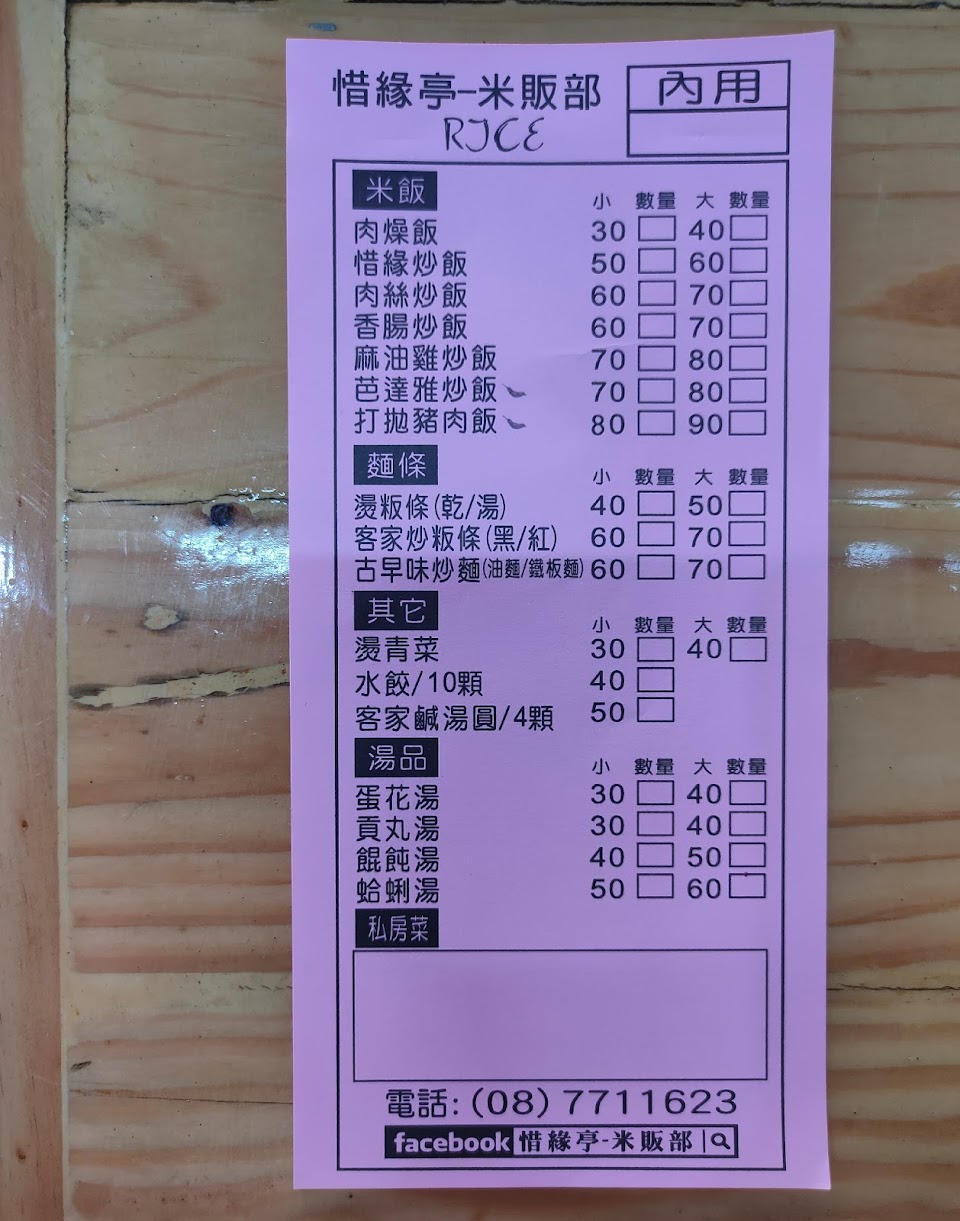 惜緣亭-米販部
RICE
內用
米飯 小 數量 大 數量
肉燥飯 30 40
惜緣炒飯 50 60
肉絲炒飯 60 70
香腸炒飯 60 70
麻油雞炒飯 70 80
芭達雅炒飯 70 80
打拋豬肉飯 80 90
麵條 小 數量 大 數量
燙粄條(乾/湯) 40 50
客家炒粄條(黑/紅) 60 70
古早味炒麵(油麵/鐵板麵) 60 70
其它 小 數量 大 數量
燙青菜 30 40
水餃/10顆 40
客家鹹湯圓/4顆 50
湯品 小 數量 大 數量
蛋花湯 30 40
貢丸湯 30 40
餛飩湯 40 50
蛤蜊湯 50 60
私房菜
電話: (08) 7711623
facebook 惜緣亭-米販部